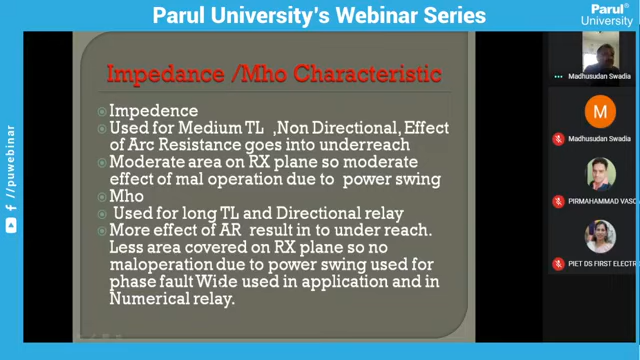 Parul University's Webinar Series
Parul®
University
f //puwebinar
Impedance /Mho Characteristic
Impedence
Used for Medium TL ,Non Directional, Effect
of Arc Resistance goes into underreach
Moderate area on RX plane so moderate
effect of mal operation due to power swing
Mho
Used for long TL and Directional relay
More effect of AR result in to under reach.
Less area covered on RX plane so no
maloperation due to power swing used for
phase fault Wide used in application and in
Numerical relay.
Madhusudan Swadia
M
Madhusudan Swadia
PIRMAHAMMAD VASO
PIET DS FIRST ELECTR